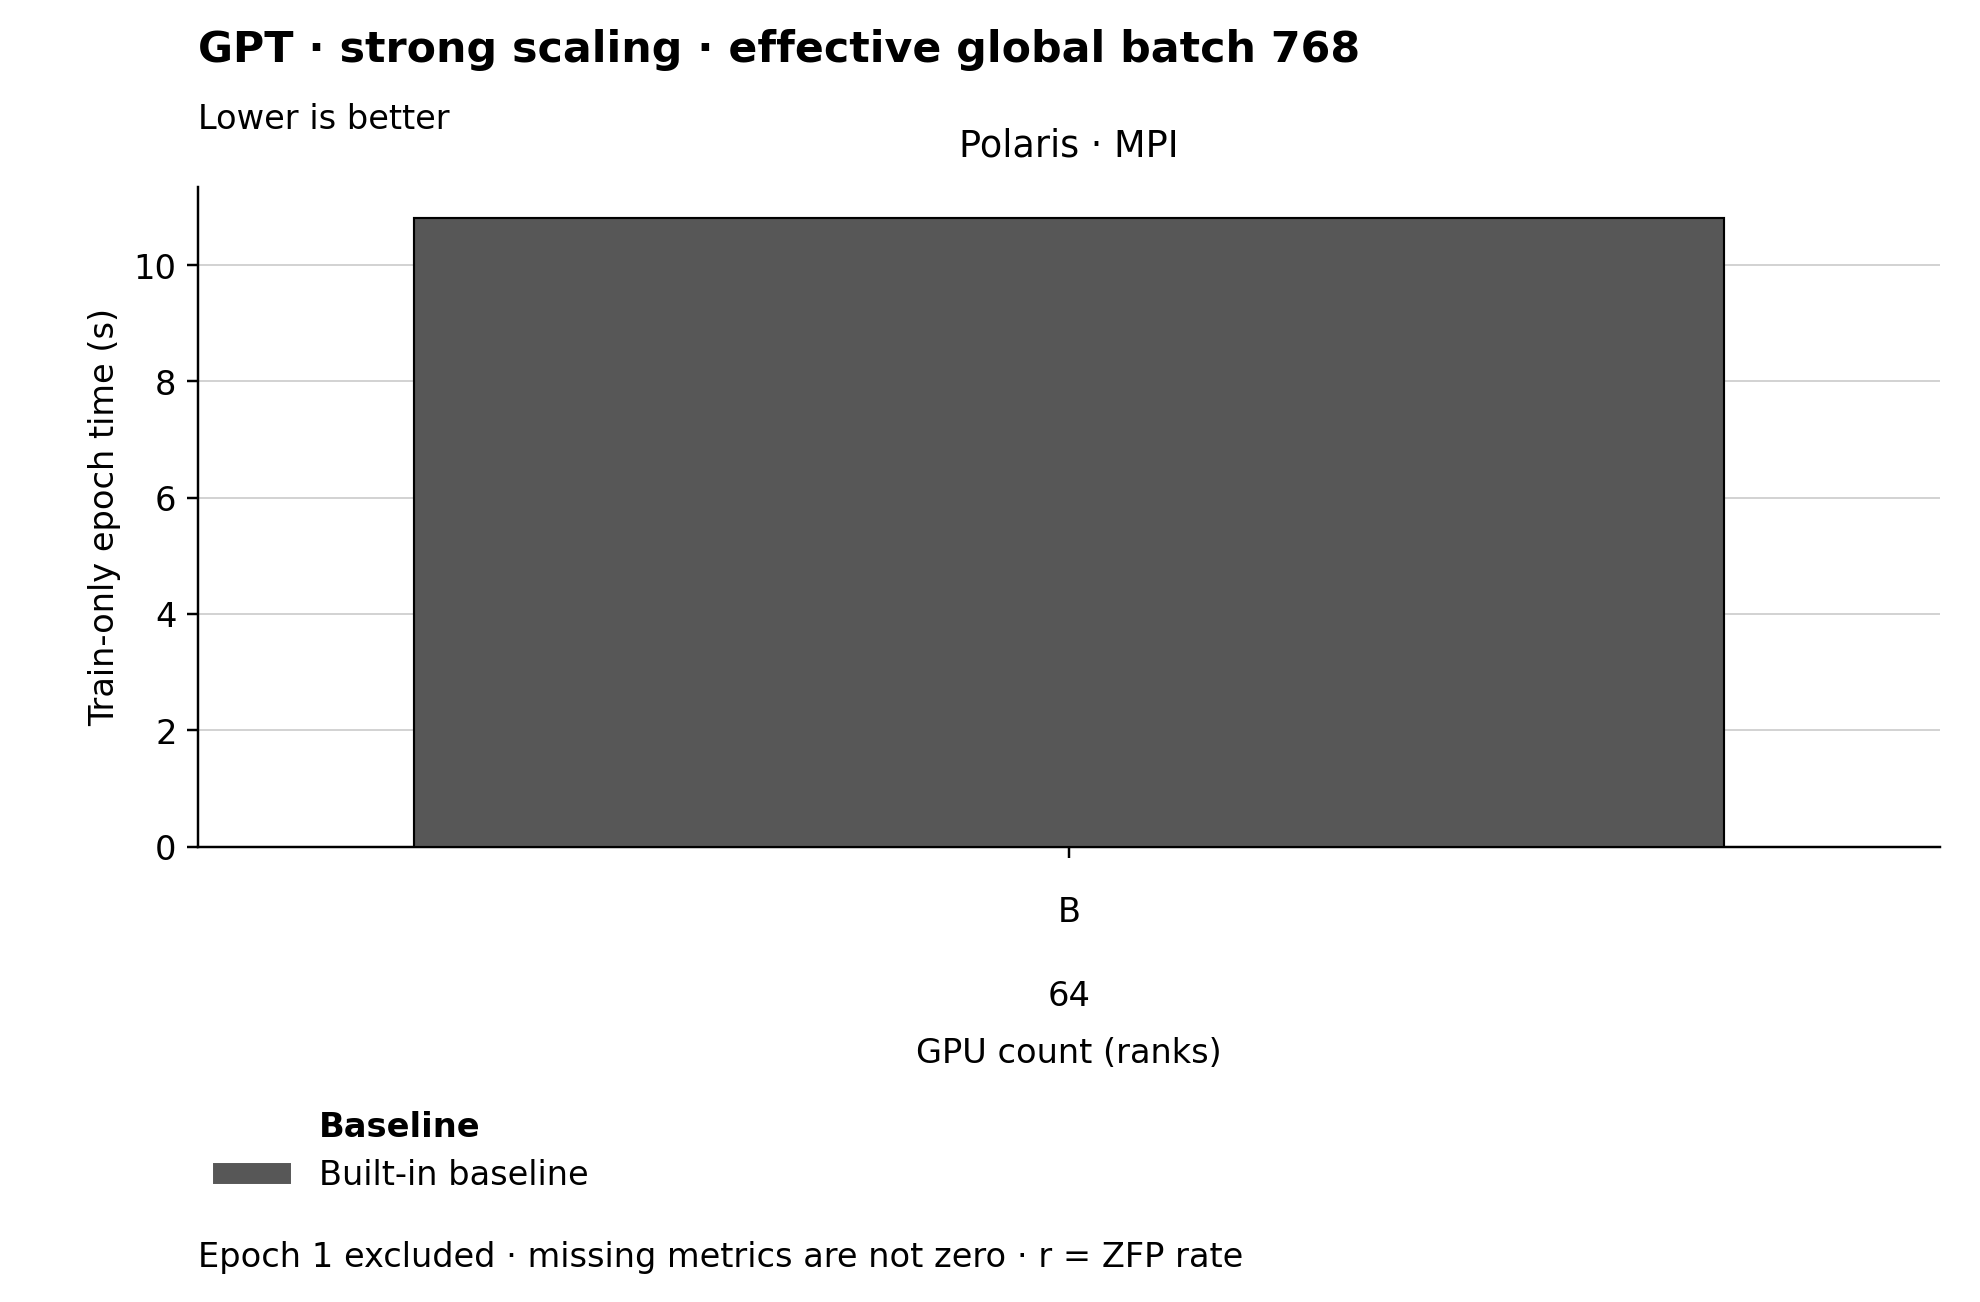 GPT · strong scaling · effective global batch 768
Lower is better
Polaris · MPI
Train-only epoch time (s)
10
8
6
4
2
0
B
64
GPU count (ranks)
Baseline
Built-in baseline
Epoch 1 excluded · missing metrics are not zero · r = ZFP rate